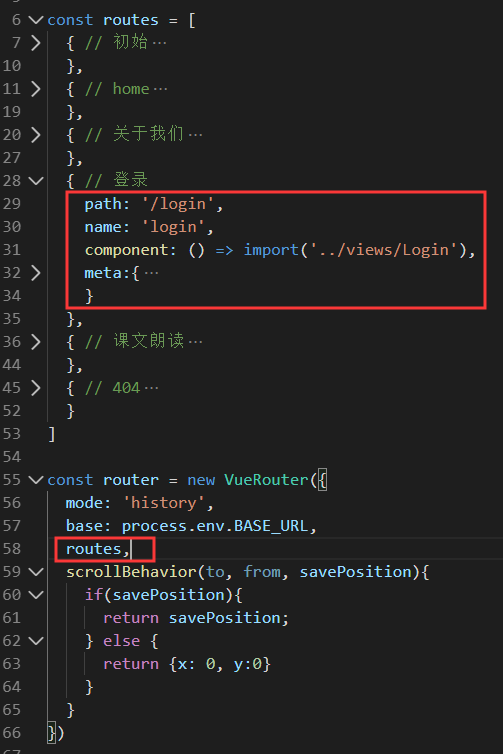 6 const routes = [
7 { // 初始…
10 },
11 { // home…
19 },
20 { // 关于我们…
27 },
28 { // 登录
29 path: '/login',
30 name: 'login',
31 component: () => import('../views/Login'),
32 meta:{…
34 }
35 },
36 { // 课文朗读…
44 },
45 { // 404…
52 }
53 ]
54
55 const router = new VueRouter({
56 mode: 'history',
57 base: process.env.BASE_URL,
58 routes,
59 scrollBehavior(to, from, savePosition){
60 if(savePosition){
61 return savePosition;
62 } else {
63 return {x: 0, y:0}
64 }
65 }
66 })